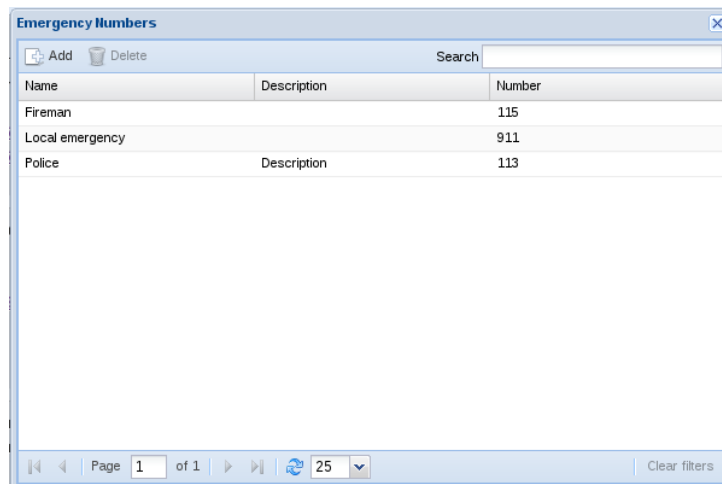 Emergency Numbers
Add Delete Search
Name Description Number
Fireman 115
Local emergency 911
Police Description 113
Page 1 of 1 25 Clear filters